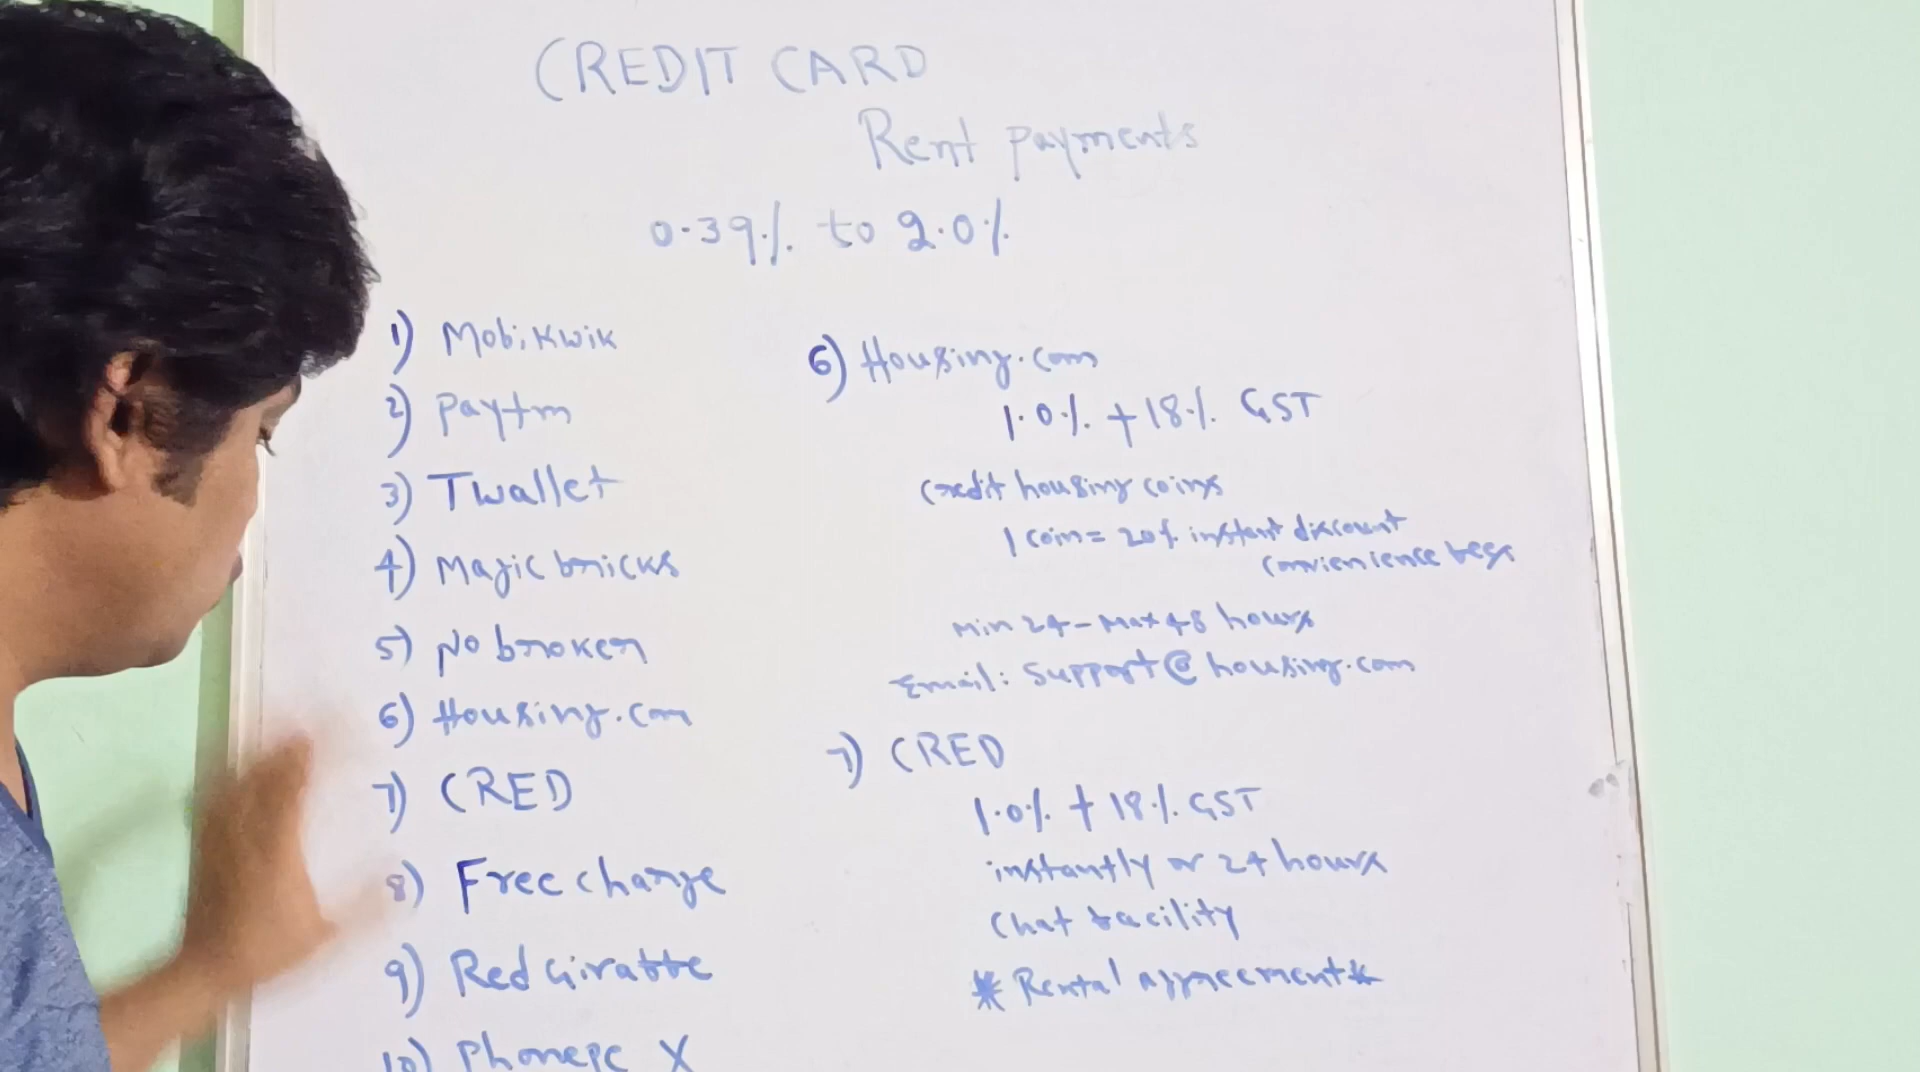 CREDIT CARD
Rent payments
0.39% to 2.0%
1) Mobikwik
2) Paytm
3) Twallet
4) Magic bricks
5) No broker
6) Housing.com
7) CRED
8) Freecharge
9) Red Giraffe
10) Phonepe X
6) Housing.com
1.0% + 18% GST
credit housing coins
1 coin = 20% instant discount
convienience fees
min 24 - Max 48 hours
Email: Support@housing.com
7) CRED
1.0% + 18% GST
instantly or 24 hours
Chat facility
* Rental agreement *